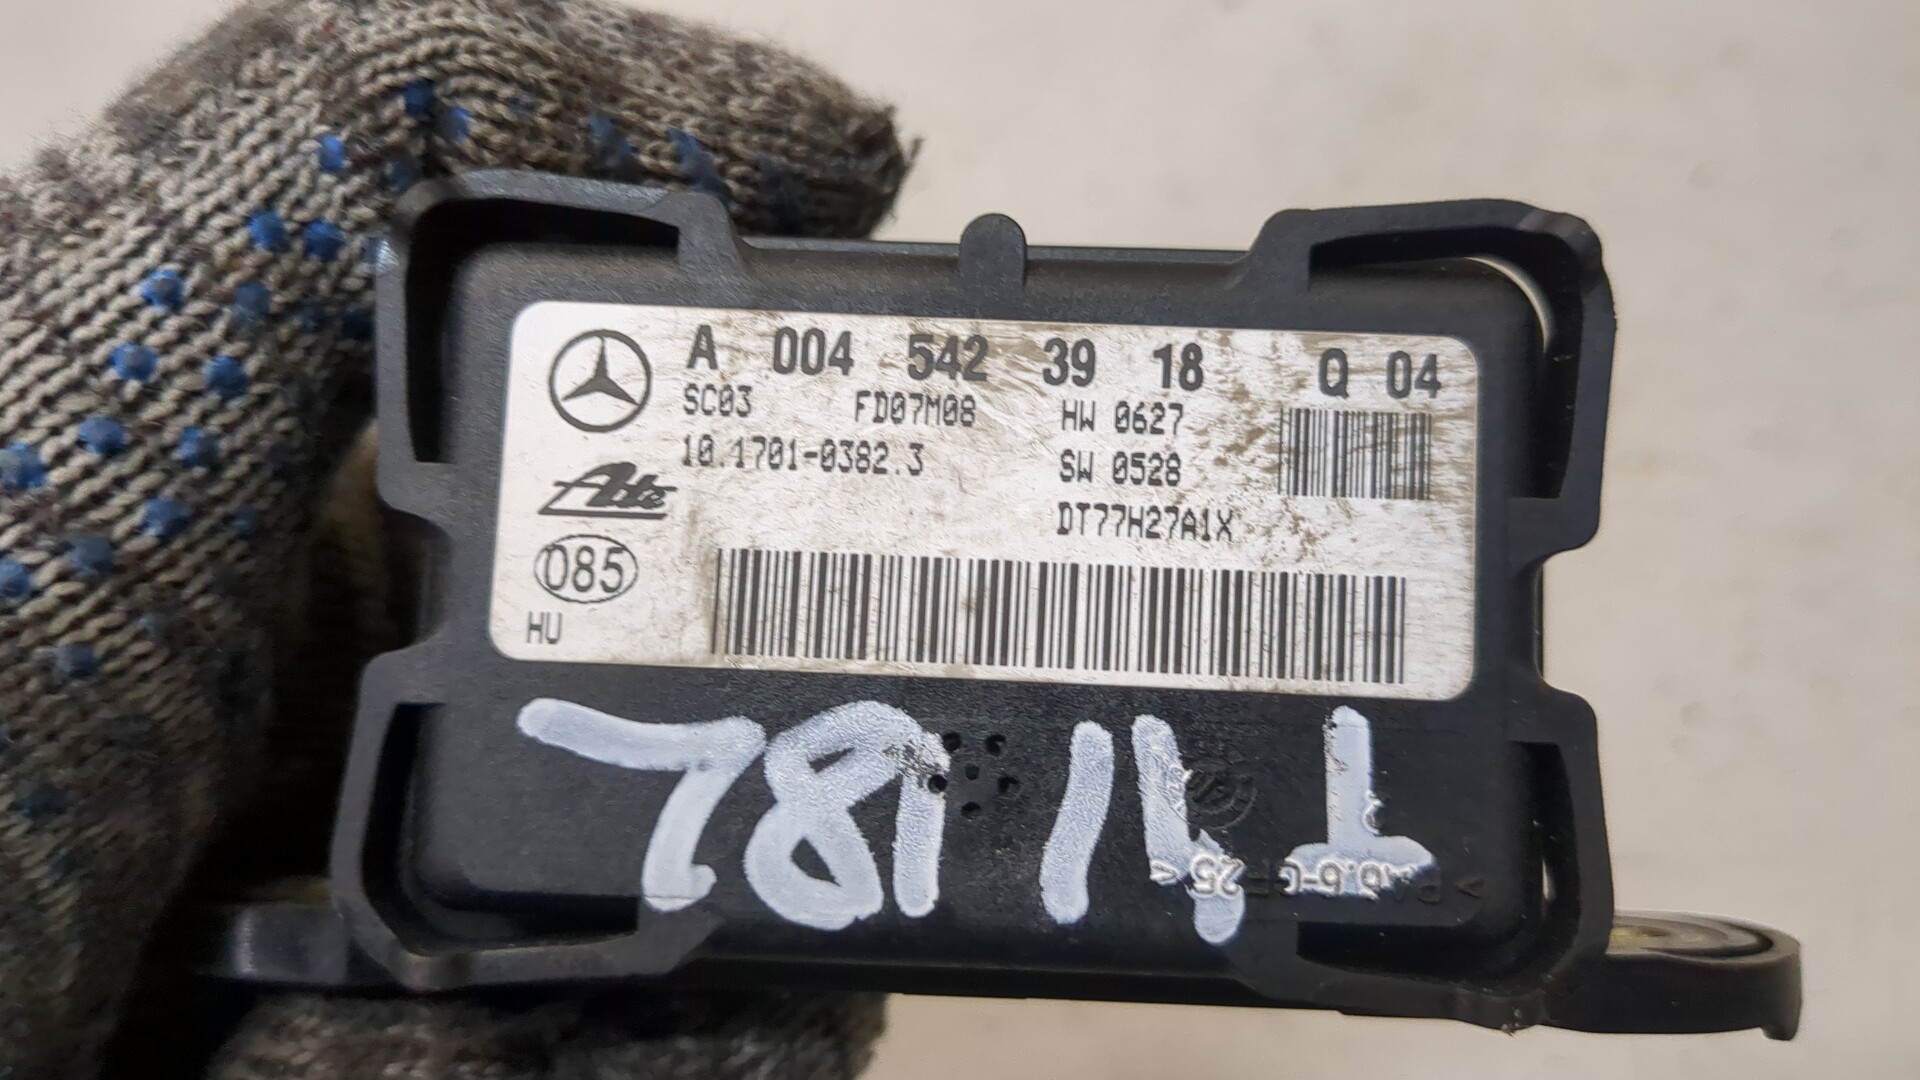 A 004 542 39 18 Q 04
SC03 FD07M08 HW 0627
10.1701-0382.3 SW 0528
Ate DT77H27A1X
085
HU